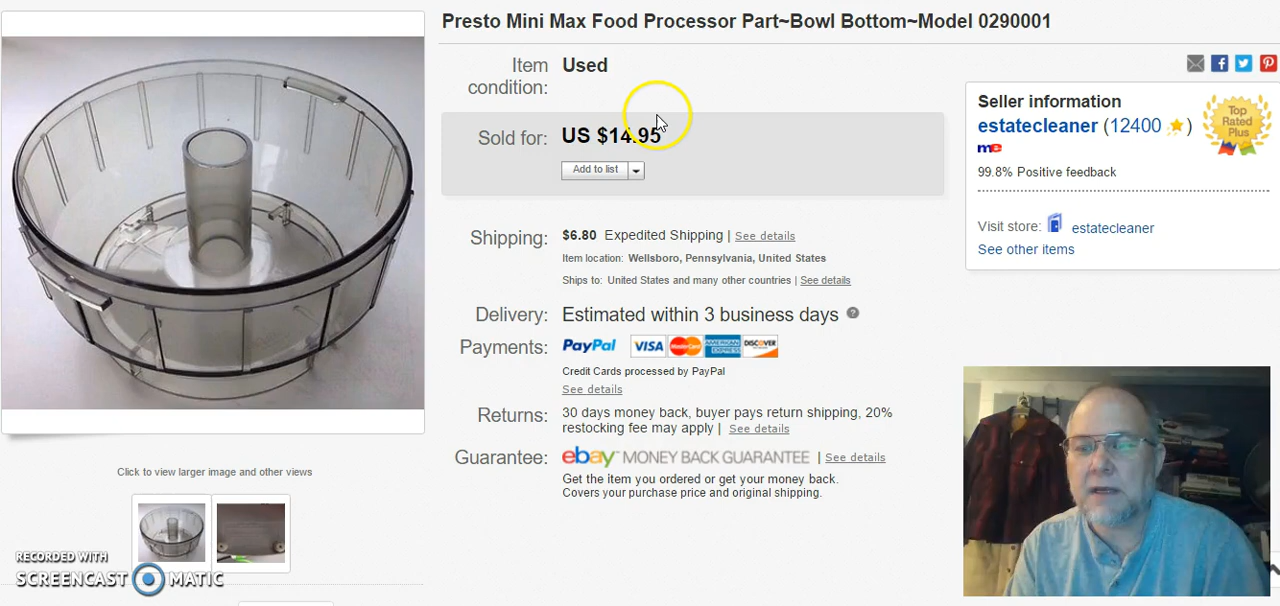 Presto Mini Max Food Processor Part~Bowl Bottom~Model 0290001
Item condition: Used
Sold for: US $14.95
Add to list
Shipping: $6.80 Expedited Shipping | See details
Item location: Wellsboro, Pennsylvania, United States
Ships to: United States and many other countries | See details
Delivery: Estimated within 3 business days ?
Payments: PayPal VISA MasterCard AMERICAN EXPRESS DISCOVER
Credit Cards processed by PayPal
See details
Returns: 30 days money back, buyer pays return shipping, 20%
restocking fee may apply | See details
Guarantee: ebay MONEY BACK GUARANTEE | See details
Get the item you ordered or get your money back.
Covers your purchase price and original shipping.
Seller information
estatecleaner (12400 )
me
99.8% Positive feedback
Top
Rated
Plus
Visit store: estatecleaner
See other items
Click to view larger image and other views
RECORDED WITH
SCREENCAST MATIC